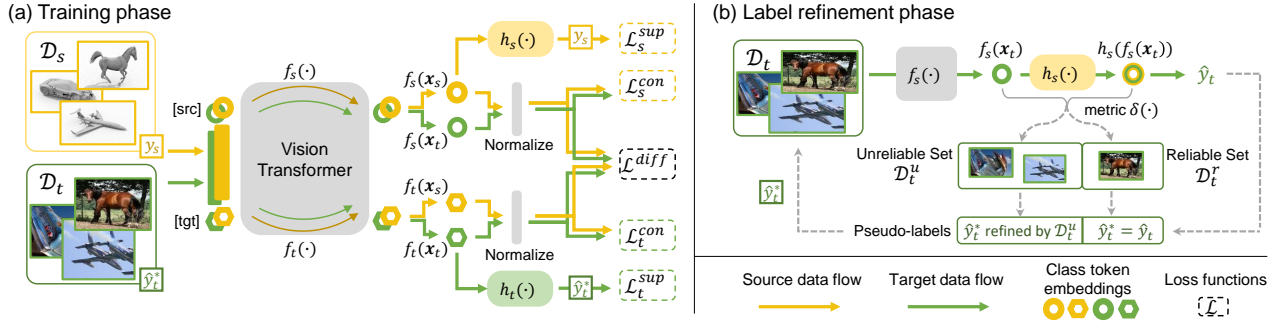 (a) Training phase
𝒟_s
y_s
𝒟_t
ŷ_t^*
[src]
[tgt]
f_s(·)
Vision
Transformer
f_t(·)
f_s(x_s)
f_s(x_t)
f_t(x_s)
f_t(x_t)
h_s(·)
y_s
Normalize
Normalize
h_t(·)
ŷ_t^*
ℒ_s^{sup}
ℒ_s^{con}
ℒ^{diff}
ℒ_t^{con}
ℒ_t^{sup}
(b) Label refinement phase
𝒟_t
f_s(·)
f_s(x_t)
h_s(·)
h_s(f_s(x_t))
ŷ_t
metric δ(·)
Unreliable Set
𝒟_t^u
Reliable Set
𝒟_t^r
ŷ_t^*
Pseudo-labels
ŷ_t^* refined by 𝒟_t^u
ŷ_t^* = ŷ_t
Source data flow
Target data flow
Class token
embeddings
Loss functions
ℒ